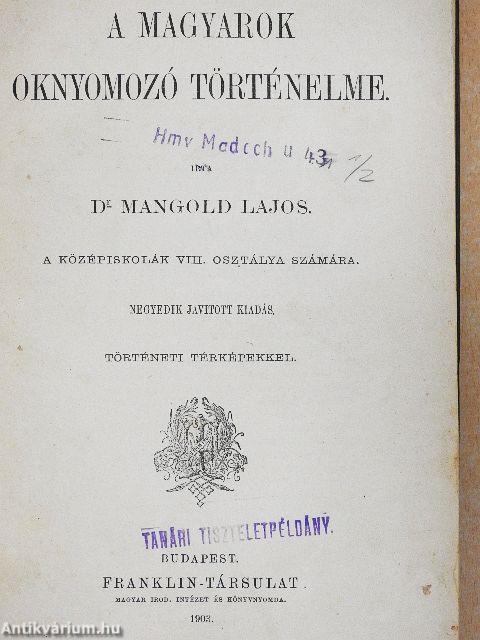 A MAGYAROK
OKNYOMOZÓ TÖRTÉNELME.
Hmv Madach u 43 1/2
IRTA
DR MANGOLD LAJOS.
A KÖZÉPISKOLÁK VIII. OSZTÁLYA SZÁMÁRA.
NEGYEDIK JAVITOTT KIADÁS.
TÖRTÉNETI TÉRKÉPEKKEL.
TANÁRI TISZTELETPÉLDÁNY.
BUDAPEST.
FRANKLIN-TÁRSULAT
MAGYAR IROD. INTÉZET ÉS KÖNYVNYOMDA.
1903.
Antikvárium.hu